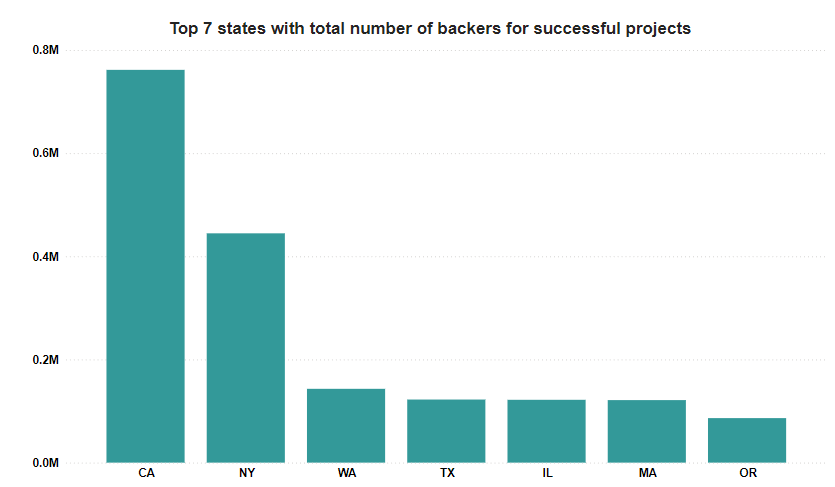 Top 7 states with total number of backers for successful projects
0.8M
0.6M
0.4M
0.2M
0.0M
CA NY WA TX IL MA OR